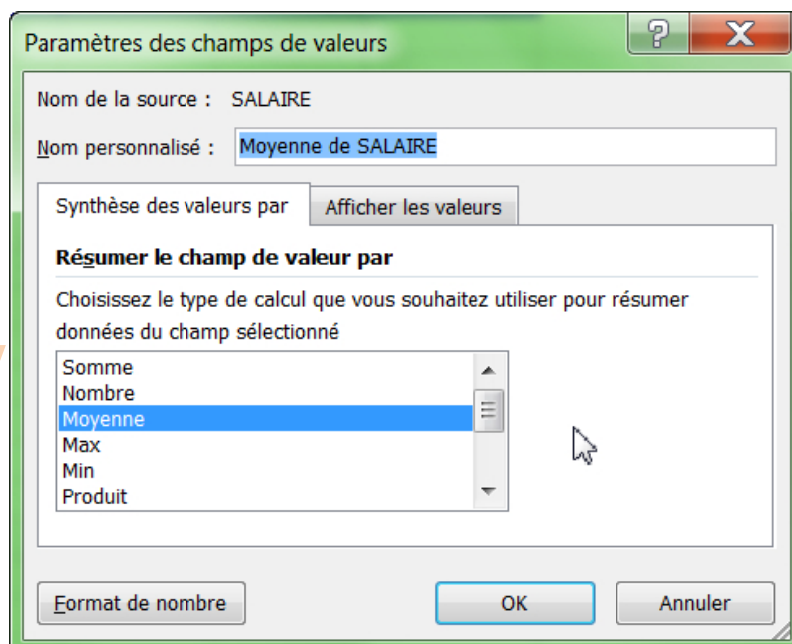 Paramètres des champs de valeurs
Nom de la source : SALAIRE
Nom personnalisé : Moyenne de SALAIRE
Synthèse des valeurs par Afficher les valeurs
Résumer le champ de valeur par
Choisissez le type de calcul que vous souhaitez utiliser pour résumer
données du champ sélectionné
Somme
Nombre
Moyenne
Max
Min
Produit
Format de nombre OK Annuler